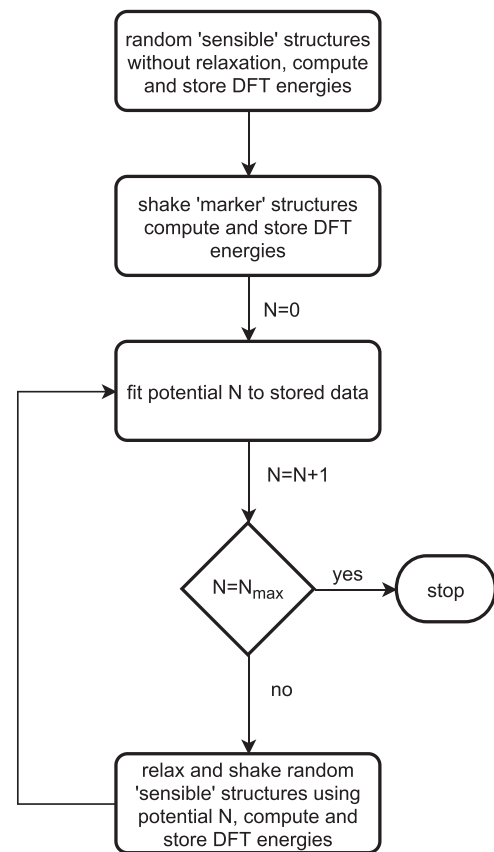 random 'sensible' structures
without relaxation, compute
and store DFT energies
shake 'marker' structures
compute and store DFT
energies
N=0
fit potential N to stored data
N=N+1
N=Nmax
yes
stop
no
relax and shake random
'sensible' structures using
potential N, compute and
store DFT energies